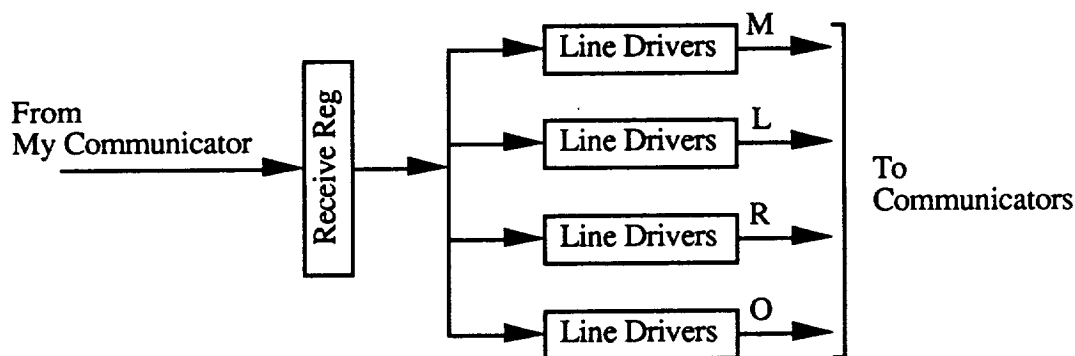 From
My Communicator
Receive Reg
Line Drivers
M
Line Drivers
L
Line Drivers
R
Line Drivers
O
To
Communicators